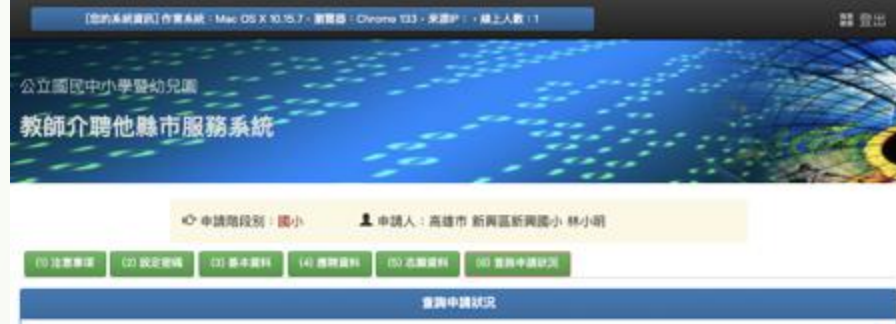 [您的系統資訊] 作業系統：Mac OS X 10.15.7，瀏覽器：Chrome 133，來源IP：，線上人數：1
登出
公立國民中小學暨幼兒園
教師介聘他縣市服務系統
申請階段別：國小 申請人：高雄市 新興區新興國小 林小明
(1) 注意事項 (2) 設定密碼 (3) 基本資料 (4) 應聘資料 (5) 志願資料 (6) 查詢申請狀況
查詢申請狀況